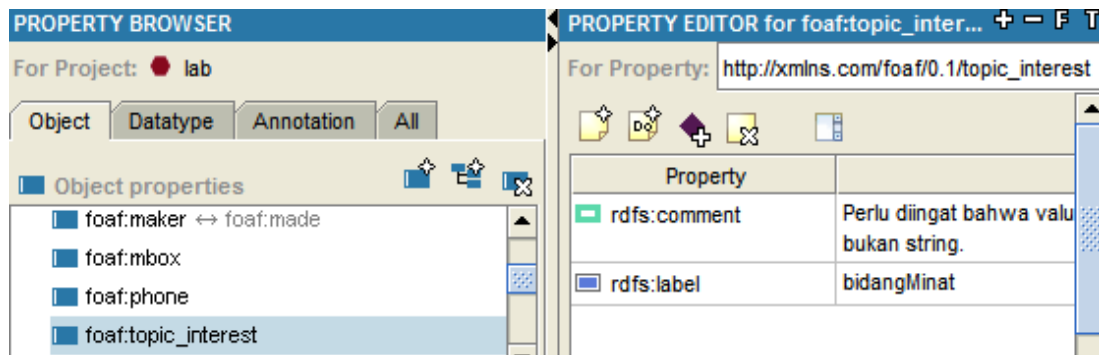 PROPERTY BROWSER
For Project: lab
Object Datatype Annotation All
Object properties
foaf:maker ↔ foaf:made
foaf:mbox
foaf:phone
foaf:topic_interest
PROPERTY EDITOR for foaf:topic_inter... + − F T
For Property: http://xmlns.com/foaf/0.1/topic_interest
Property
rdfs:comment Perlu diingat bahwa valu
bukan string.
rdfs:label bidangMinat